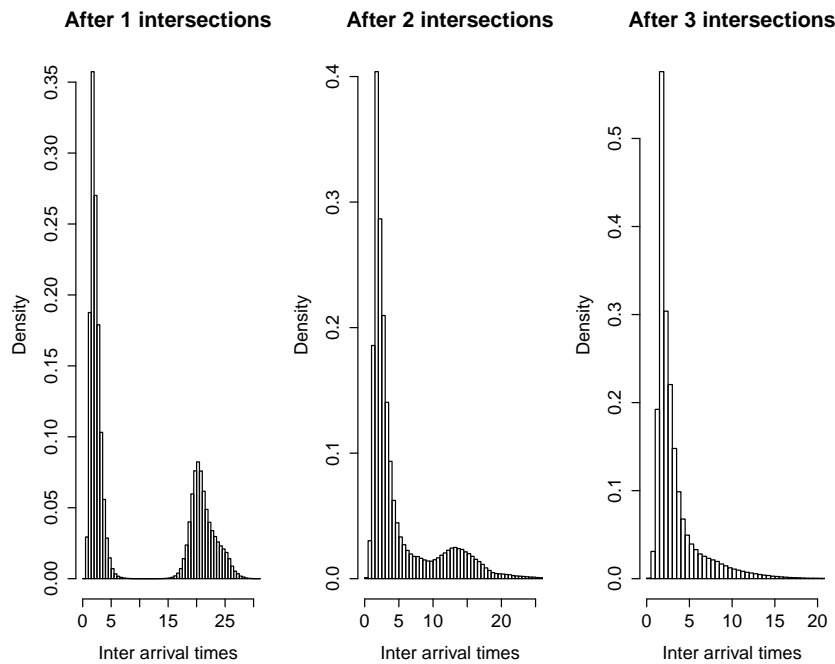 After 1 intersections
Density
0.00 0.05 0.10 0.15 0.20 0.25 0.30 0.35
0 5 15 25
Inter arrival times
After 2 intersections
Density
0.0 0.1 0.2 0.3 0.4
0 5 10 20
Inter arrival times
After 3 intersections
Density
0.0 0.1 0.2 0.3 0.4 0.5
0 5 10 15 20
Inter arrival times